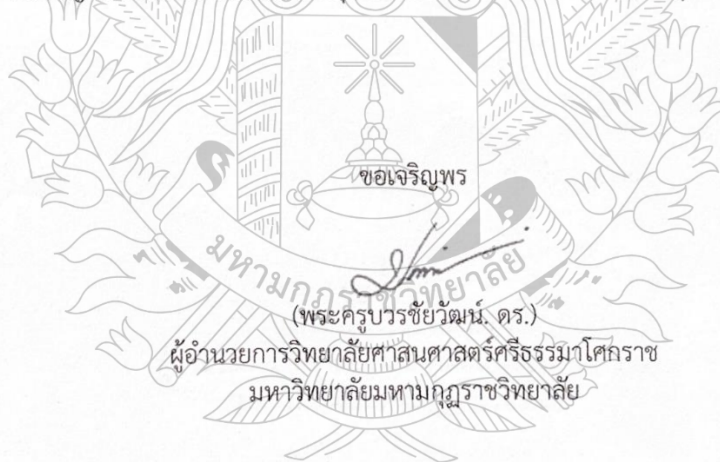 ขอเจริญพร
มหามกุฏราชวิทยาลัย
(พระครูบวรชัยวัฒน์. ดร.)
ผู้อำนวยการวิทยาลัยศาสนศาสตร์ศรีธรรมาโศกราช
มหาวิทยาลัยมหามกุฏราชวิทยาลัย